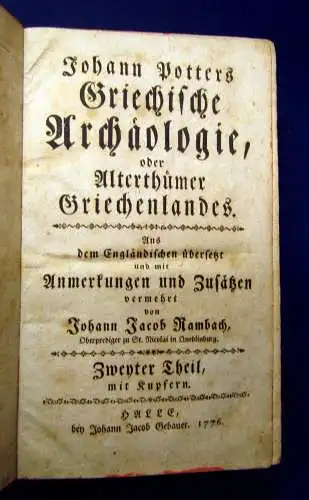 Johann Potters
Griechische
Archäologie,
oder
Alterthümer
Griechenlandes.
Aus
dem Engländischen übersetzt
und mit
Anmerkungen und Zusätzen
vermehrt
von
Johann Jacob Rambach,
Oberprediger zu St. Nicolai in Quedlinburg.
Zweyter Theil,
mit Kupfern.
HALLE,
bey Johann Jacob Gebauer. 1776.